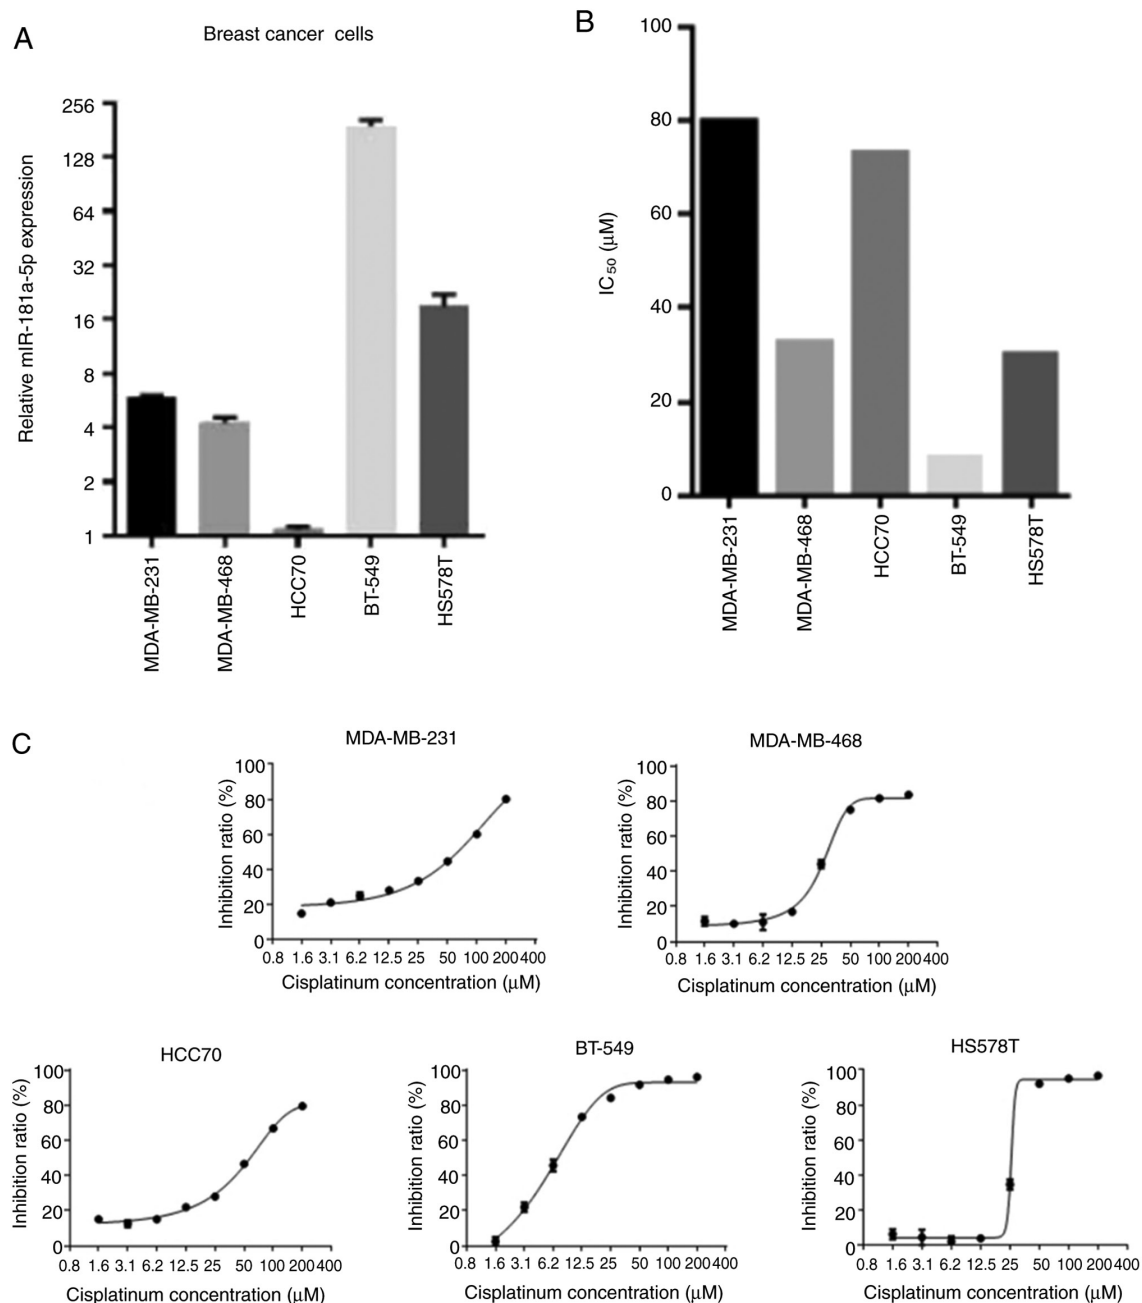 A
Breast cancer cells
Relative mIR-181a-5p expression
256
128
64
32
16
8
4
2
1
MDA-MB-231
MDA-MB-468
HCC70
BT-549
HS578T
B
IC50 (μM)
100
80
60
40
20
0
MDA-MB-231
MDA-MB-468
HCC70
BT-549
HS578T
C
MDA-MB-231
Inhibition ratio (%)
100
80
60
40
20
0
0.8 1.6 3.1 6.2 12.5 25 50 100 200 400
Cisplatinum concentration (μM)
MDA-MB-468
Inhibition ratio (%)
100
80
60
40
20
0
0.8 1.6 3.1 6.2 12.5 25 50 100 200 400
Cisplatinum concentration (μM)
HCC70
Inhibition ratio (%)
100
80
60
40
20
0
0.8 1.6 3.1 6.2 12.5 25 50 100 200 400
Cisplatinum concentration (μM)
BT-549
Inhibition ratio (%)
100
80
60
40
20
0
0.8 1.6 3.1 6.2 12.5 25 50 100 200 400
Cisplatinum concentration (μM)
HS578T
Inhibition ratio (%)
100
80
60
40
20
0
0.8 1.6 3.1 6.2 12.5 25 50 100 200 400
Cisplatinum concentration (μM)